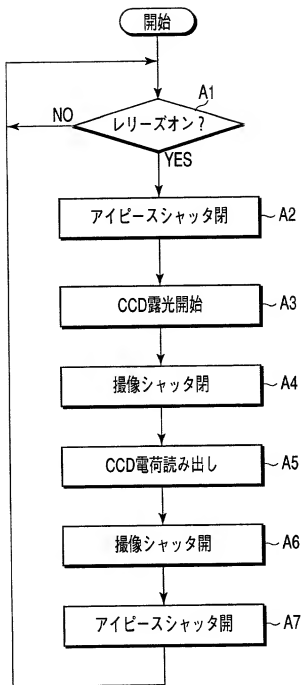 開始
A1
レリーズオン?
NO
YES
アイピースシャッタ閉
A2
CCD露光開始
A3
撮像シャッタ閉
A4
CCD電荷読み出し
A5
撮像シャッタ開
A6
アイピースシャッタ開
A7